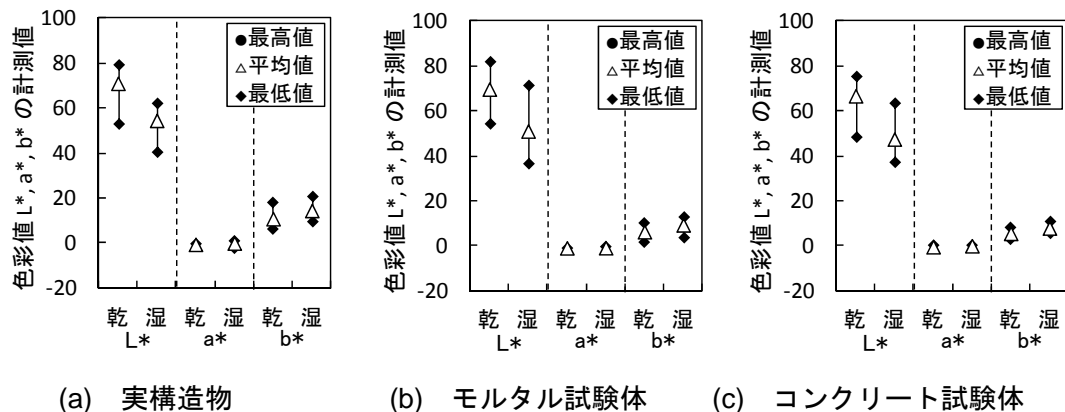 色彩値 L*, a*, b* の計測値
100
80
60
40
20
0
-20
●最高値
△平均値
◆最低値
乾 湿 乾 湿 乾 湿
L* a* b*
(a) 実構造物
色彩値 L*, a*, b* の計測値
100
80
60
40
20
0
-20
●最高値
△平均値
◆最低値
乾 湿 乾 湿 乾 湿
L* a* b*
(b) モルタル試験体
色彩値 L*, a*, b* の計測値
100
80
60
40
20
0
-20
●最高値
△平均値
◆最低値
乾 湿 乾 湿 乾 湿
L* a* b*
(c) コンクリート試験体